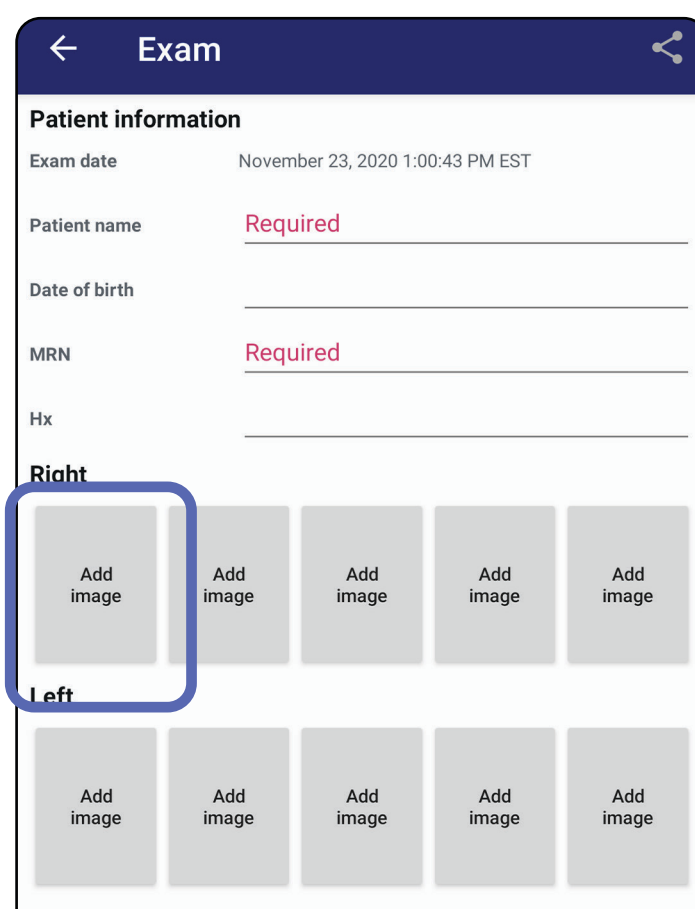 Exam
Patient information
Exam date November 23, 2020 1:00:43 PM EST
Patient name Required
Date of birth
MRN Required
Hx
Right
Add image Add image Add image Add image Add image
Left
Add image Add image Add image Add image Add image